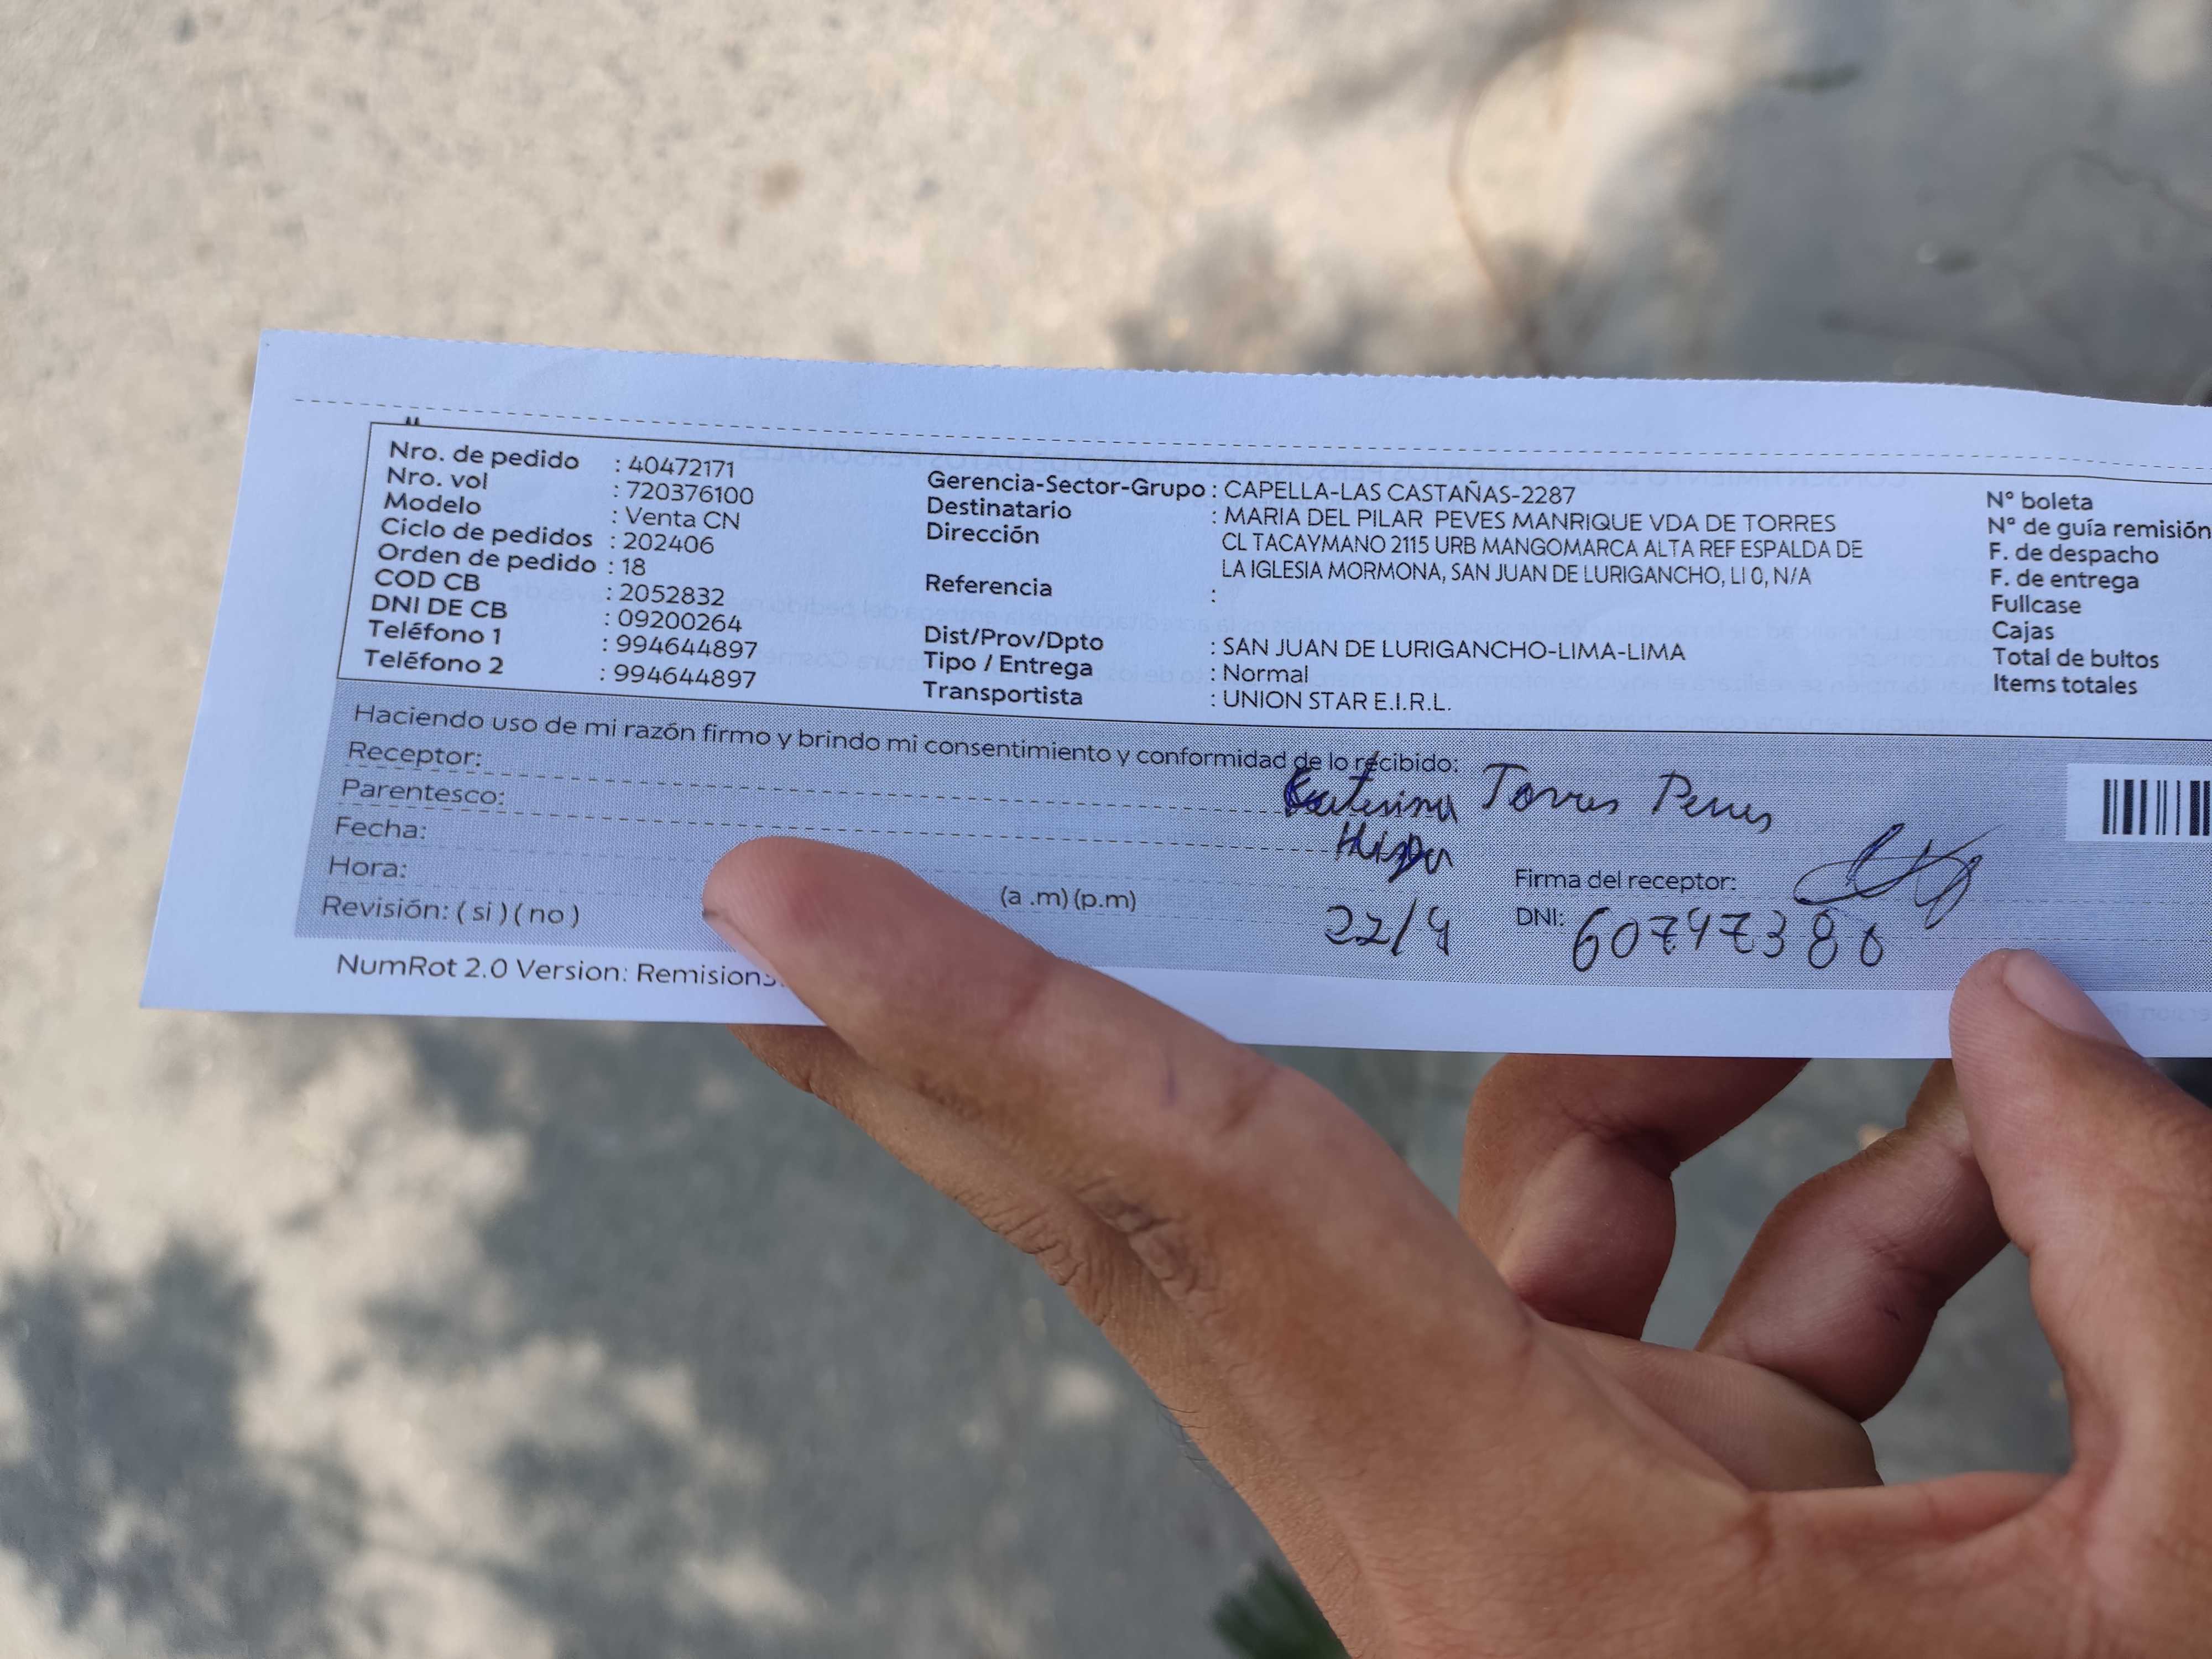 Nro. de pedido : 40472171
Nro. vol : 720376100
Modelo : Venta CN
Ciclo de pedidos : 202406
Orden de pedido : 18
COD CB : 2052832
DNI DE CB : 09200264
Teléfono 1 : 994644897
Teléfono 2 : 994644897
Gerencia-Sector-Grupo : CAPELLA-LAS CASTAÑAS-2287
Destinatario : MARIA DEL PILAR PEVES MANRIQUE VDA DE TORRES
Dirección CL TACAYMANO 2115 URB MANGOMARCA ALTA REF ESPALDA DE
LA IGLESIA MORMONA, SAN JUAN DE LURIGANCHO, LI 0, N/A
Referencia :
Dist/Prov/Dpto : SAN JUAN DE LURIGANCHO-LIMA-LIMA
Tipo / Entrega : Normal
Transportista : UNION STAR E.I.R.L.
N° boleta
N° de guía remisión
F. de despacho
F. de entrega
Fullcase
Cajas
Total de bultos
Items totales
Haciendo uso de mi razón firmo y brindo mi consentimiento y conformidad de lo recibido:
Receptor: Katerina Torres Peves
Parentesco: Hija
Fecha:
Hora: (a .m) (p.m) 22/4
Revisión: ( si ) ( no )
Firma del receptor:
DNI:
NumRot 2.0 Version: Remision